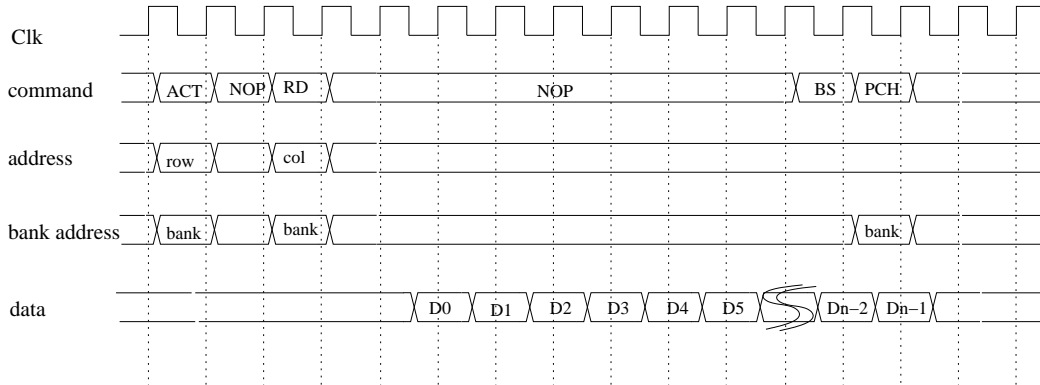 Clk
command ACT NOP RD NOP BS PCH
address row col
bank address bank bank bank
data D0 D1 D2 D3 D4 D5 Dn−2 Dn−1